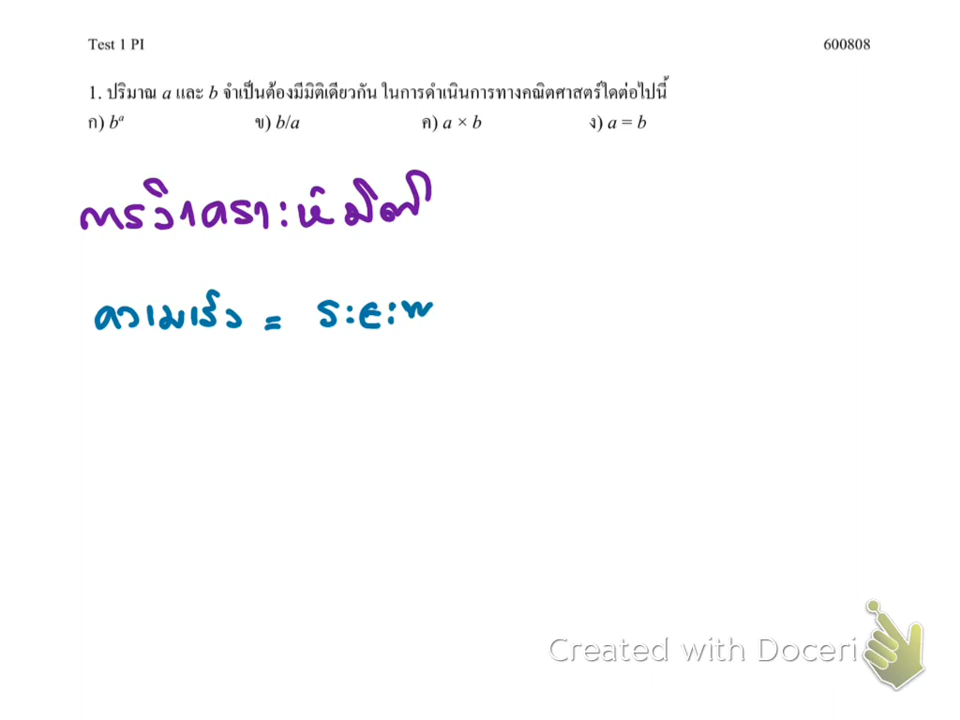 Test 1 PI 600808
1. ปริมาณ a และ b จำเป็นต้องมีมิติเดียวกัน ในการดำเนินการทางคณิตศาสตร์ใดต่อไปนี้
ก) bᵃ ข) b/a ค) a × b ง) a = b
การวิเคราะห์มิติ
ความเร็ว = ระยะท
Created with Doceri